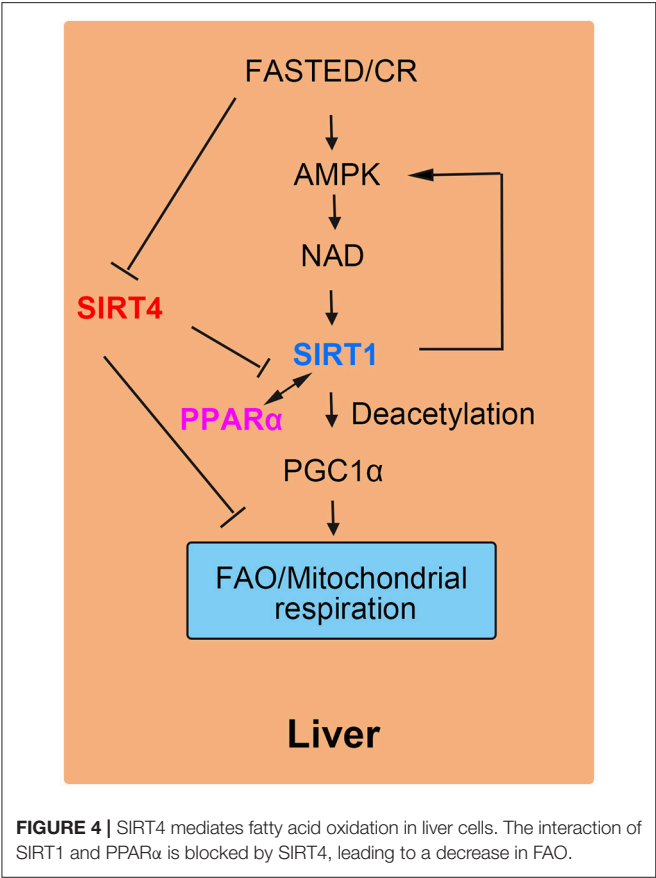 FASTED/CR
AMPK
NAD
SIRT4
SIRT1
PPARα
Deacetylation
PGC1α
FAO/Mitochondrial
respiration
Liver
FIGURE 4 | SIRT4 mediates fatty acid oxidation in liver cells. The interaction of
SIRT1 and PPARα is blocked by SIRT4, leading to a decrease in FAO.